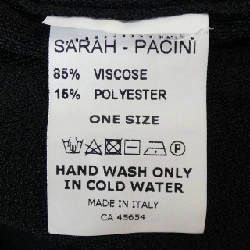 SARAH - PACINI
85% VISCOSE
15% POLYESTER
ONE SIZE
HAND WASH ONLY
IN COLD WATER
MADE IN ITALY
CA 45654